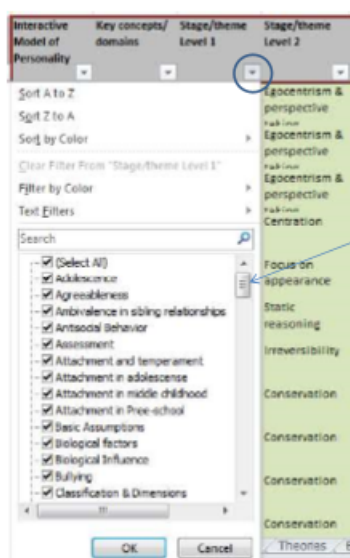 Interactive Model of Personality
Key concepts/ domains
Stage/theme Level 1
Stage/theme Level 2
Sort A to Z
Sort Z to A
Sort by Color
Clear Filter From "Stage/theme Level 1"
Filter by Color
Text Filters
Search
(Select All)
Adolescence
Agreeableness
Ambivalence in sibling relationships
Antisocial Behavior
Assessment
Attachment and temperament
Attachment in adolescense
Attachment in middle childhood
Attachment in Pree-school
Basic Assumptions
Biological factors
Biological Influence
Bullying
Classification & Dimensions
OK
Cancel
Egocentrism &
perspective
taking
Egocentrism &
perspective
taking
Egocentrism &
perspective
taking
Centration
Focus on
appearance
Static
reasoning
Irreversibility
Conservation
Conservation
Conservation
Conservation
Theories